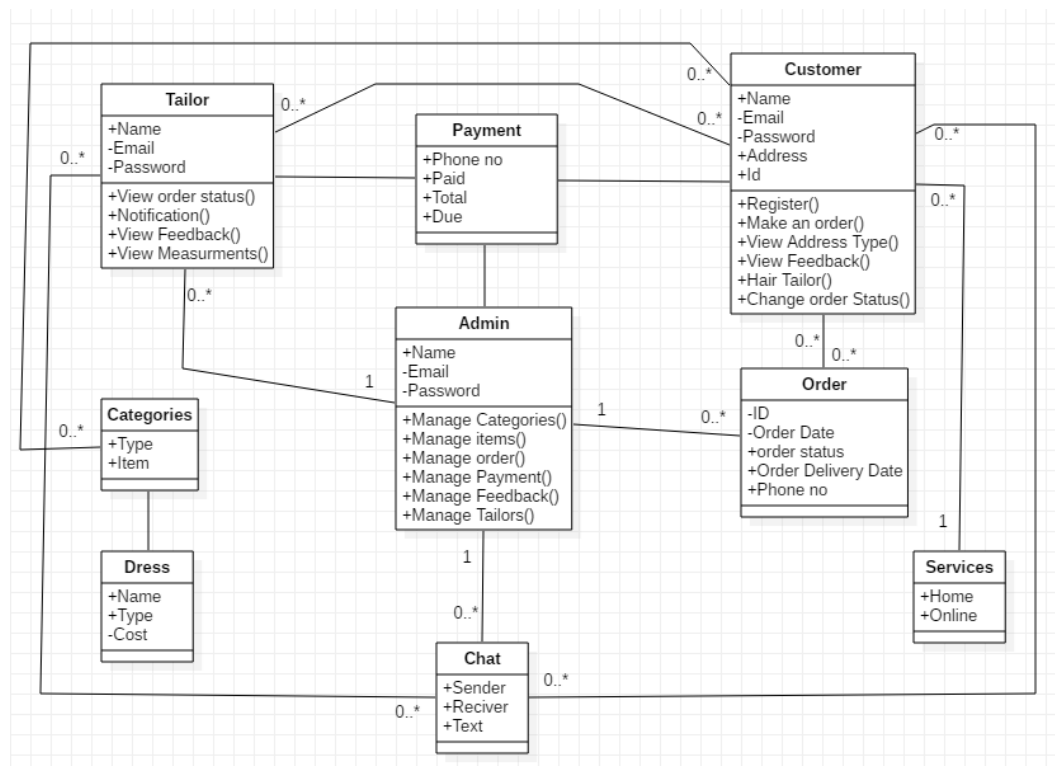 Customer
+Name
-Email
-Password
+Address
+Id
+Register()
+Make an order()
+View Address Type()
+View Feedback()
+Hair Tailor()
+Change order Status()
0..*
0..*
0..*
0..*
Tailor
+Name
-Email
-Password
+View order status()
+Notification()
+View Feedback()
+View Measurments()
0..*
0..*
0..*
Payment
+Phone no
+Paid
+Total
+Due
Admin
+Name
-Email
-Password
+Manage Categories()
+Manage items()
+Manage order()
+Manage Payment()
+Manage Feedback()
+Manage Tailors()
1
1
1
0..*
0..*
0..*
Order
-ID
-Order Date
+order status
+Order Delivery Date
+Phone no
0..*
Categories
+Type
+Item
Dress
+Name
+Type
-Cost
1
Services
+Home
+Online
0..*
0..*
0..*
Chat
+Sender
+Reciver
+Text